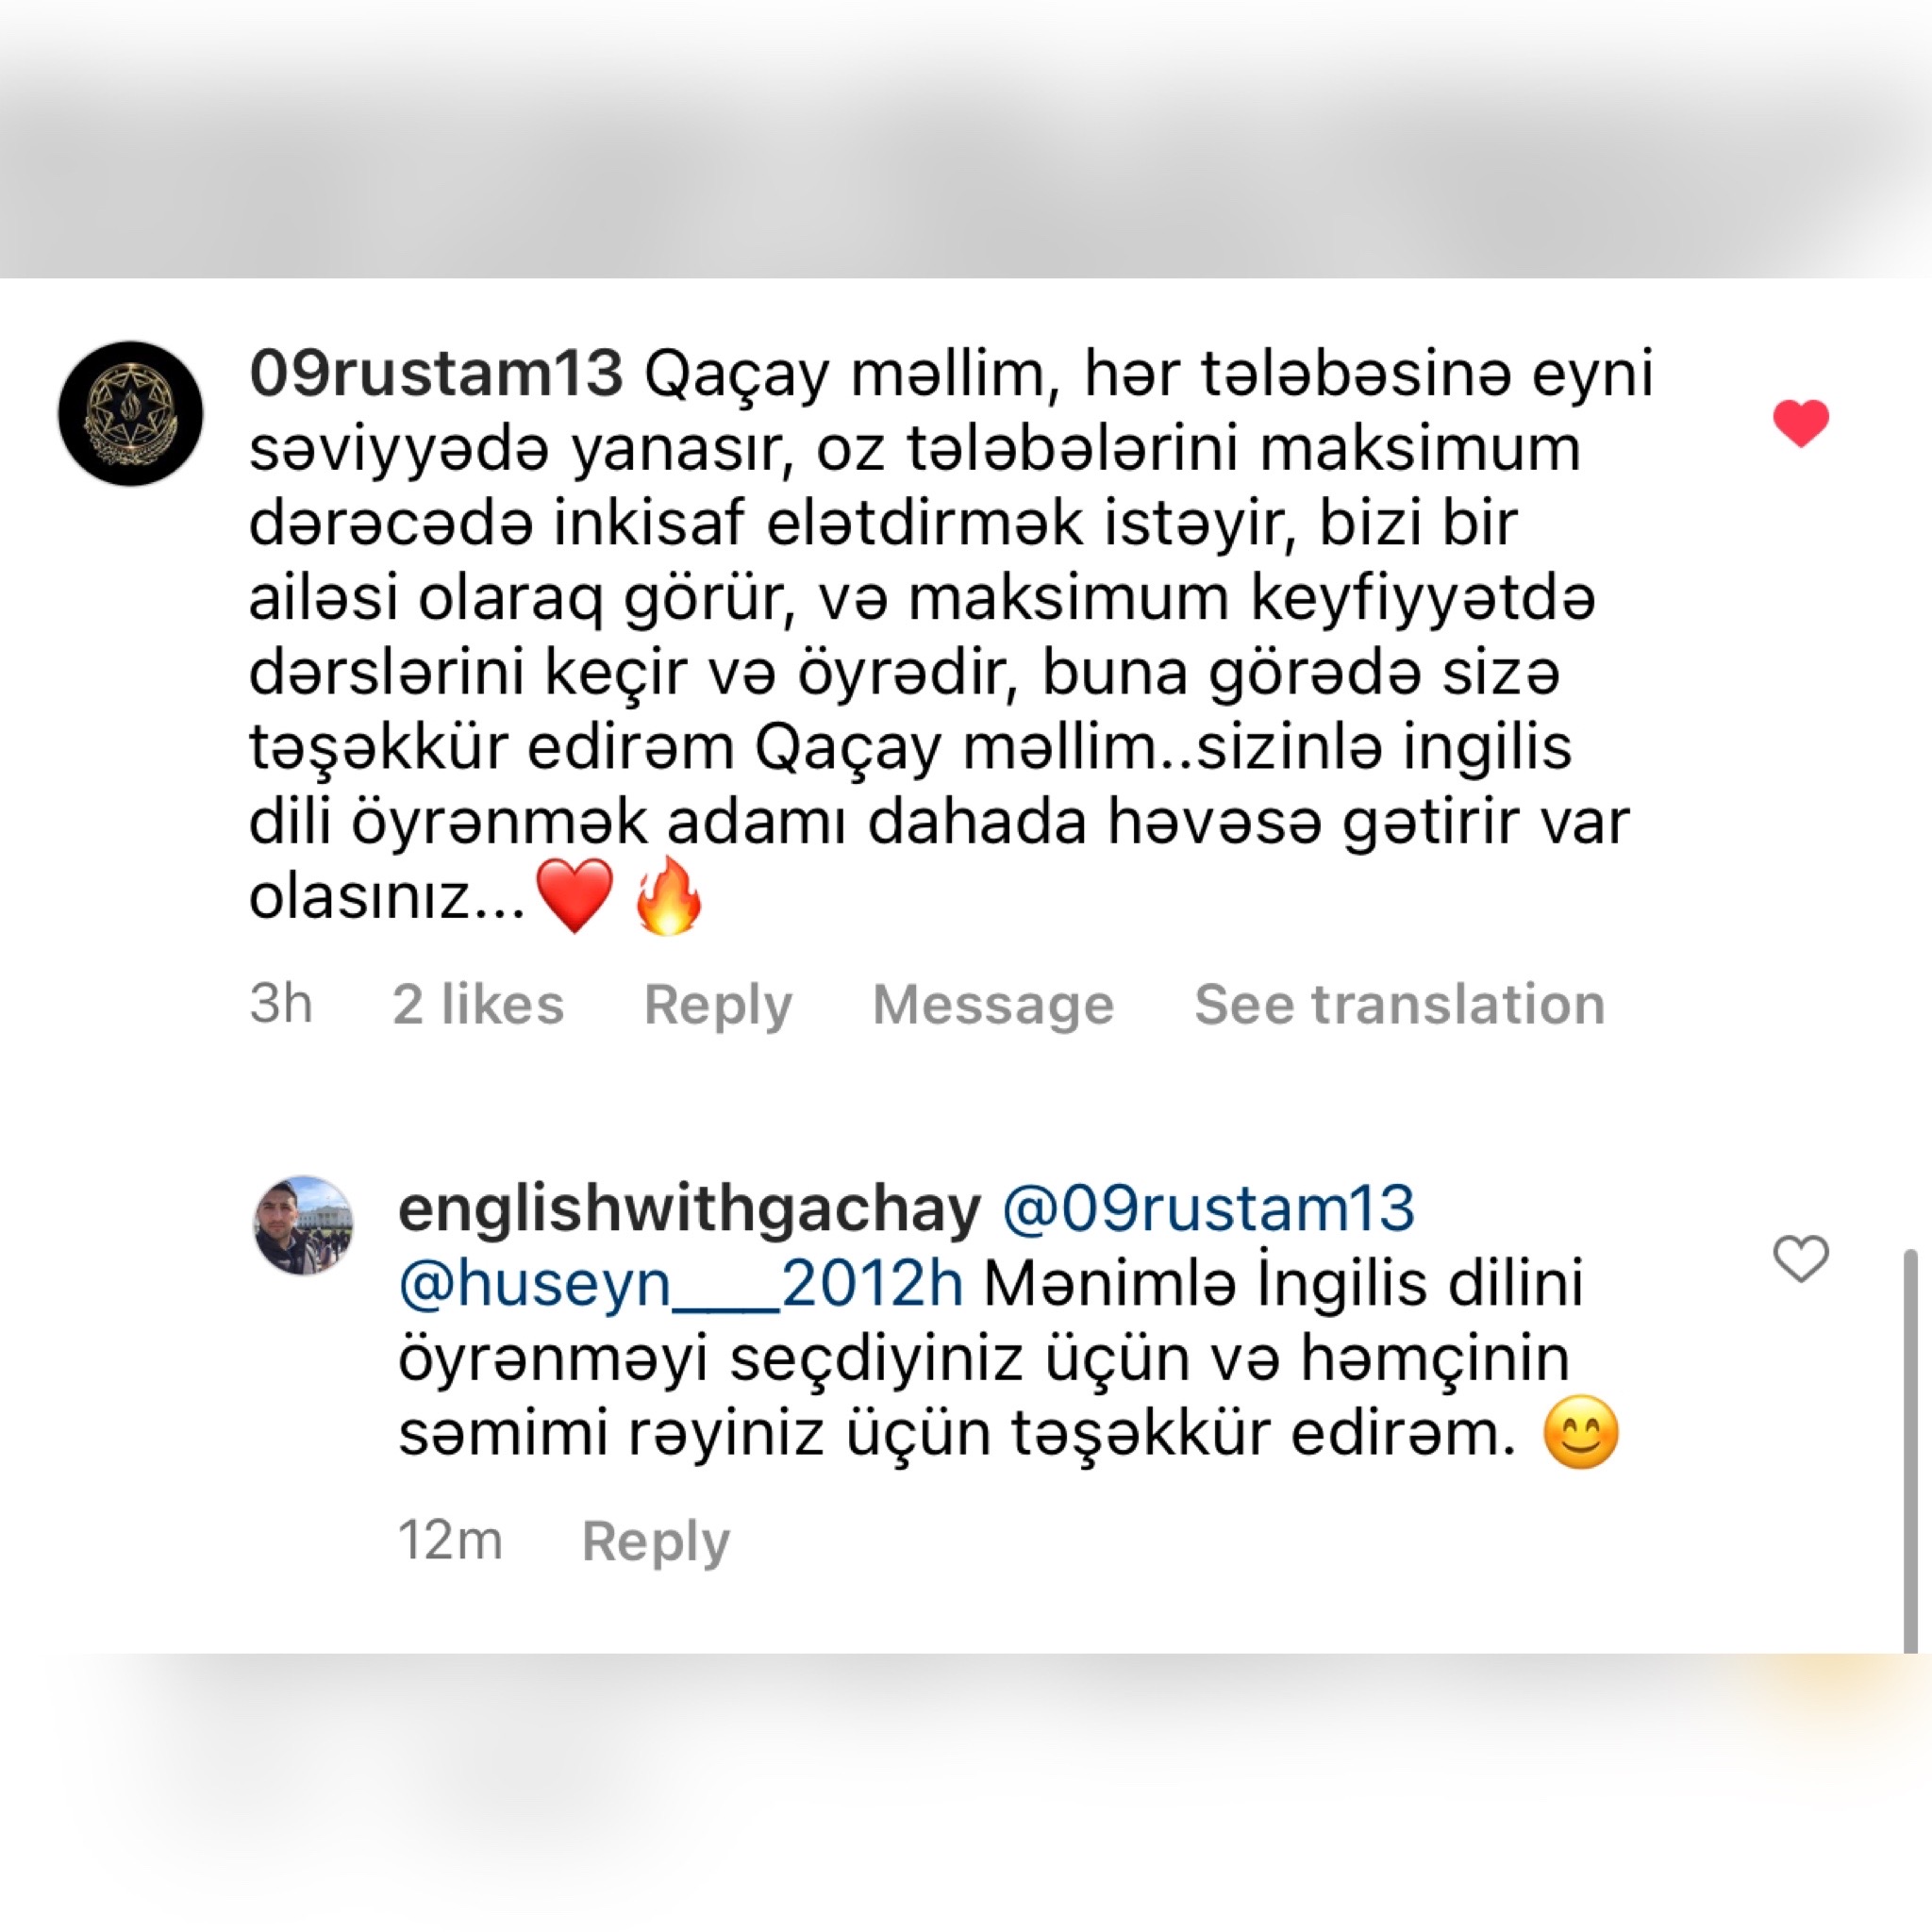 09rustam13 Qaçay məllim, hər tələbəsinə eyni
səviyyədə yanasır, oz tələbələrini maksimum
dərəcədə inkisaf elətdirmək istəyir, bizi bir
ailəsi olaraq görür, və maksimum keyfiyyətdə
dərslərini keçir və öyrədir, buna görədə sizə
təşəkkür edirəm Qaçay məllim..sizinlə ingilis
dili öyrənmək adamı dahada həvəsə gətirir var
olasınız...❤️🔥
3h 2 likes Reply Message See translation
englishwithgachay @09rustam13
@huseyn___2012h Mənimlə İngilis dilini
öyrənməyi seçdiyiniz üçün və həmçinin
səmimi rəyiniz üçün təşəkkür edirəm. 😊
12m Reply